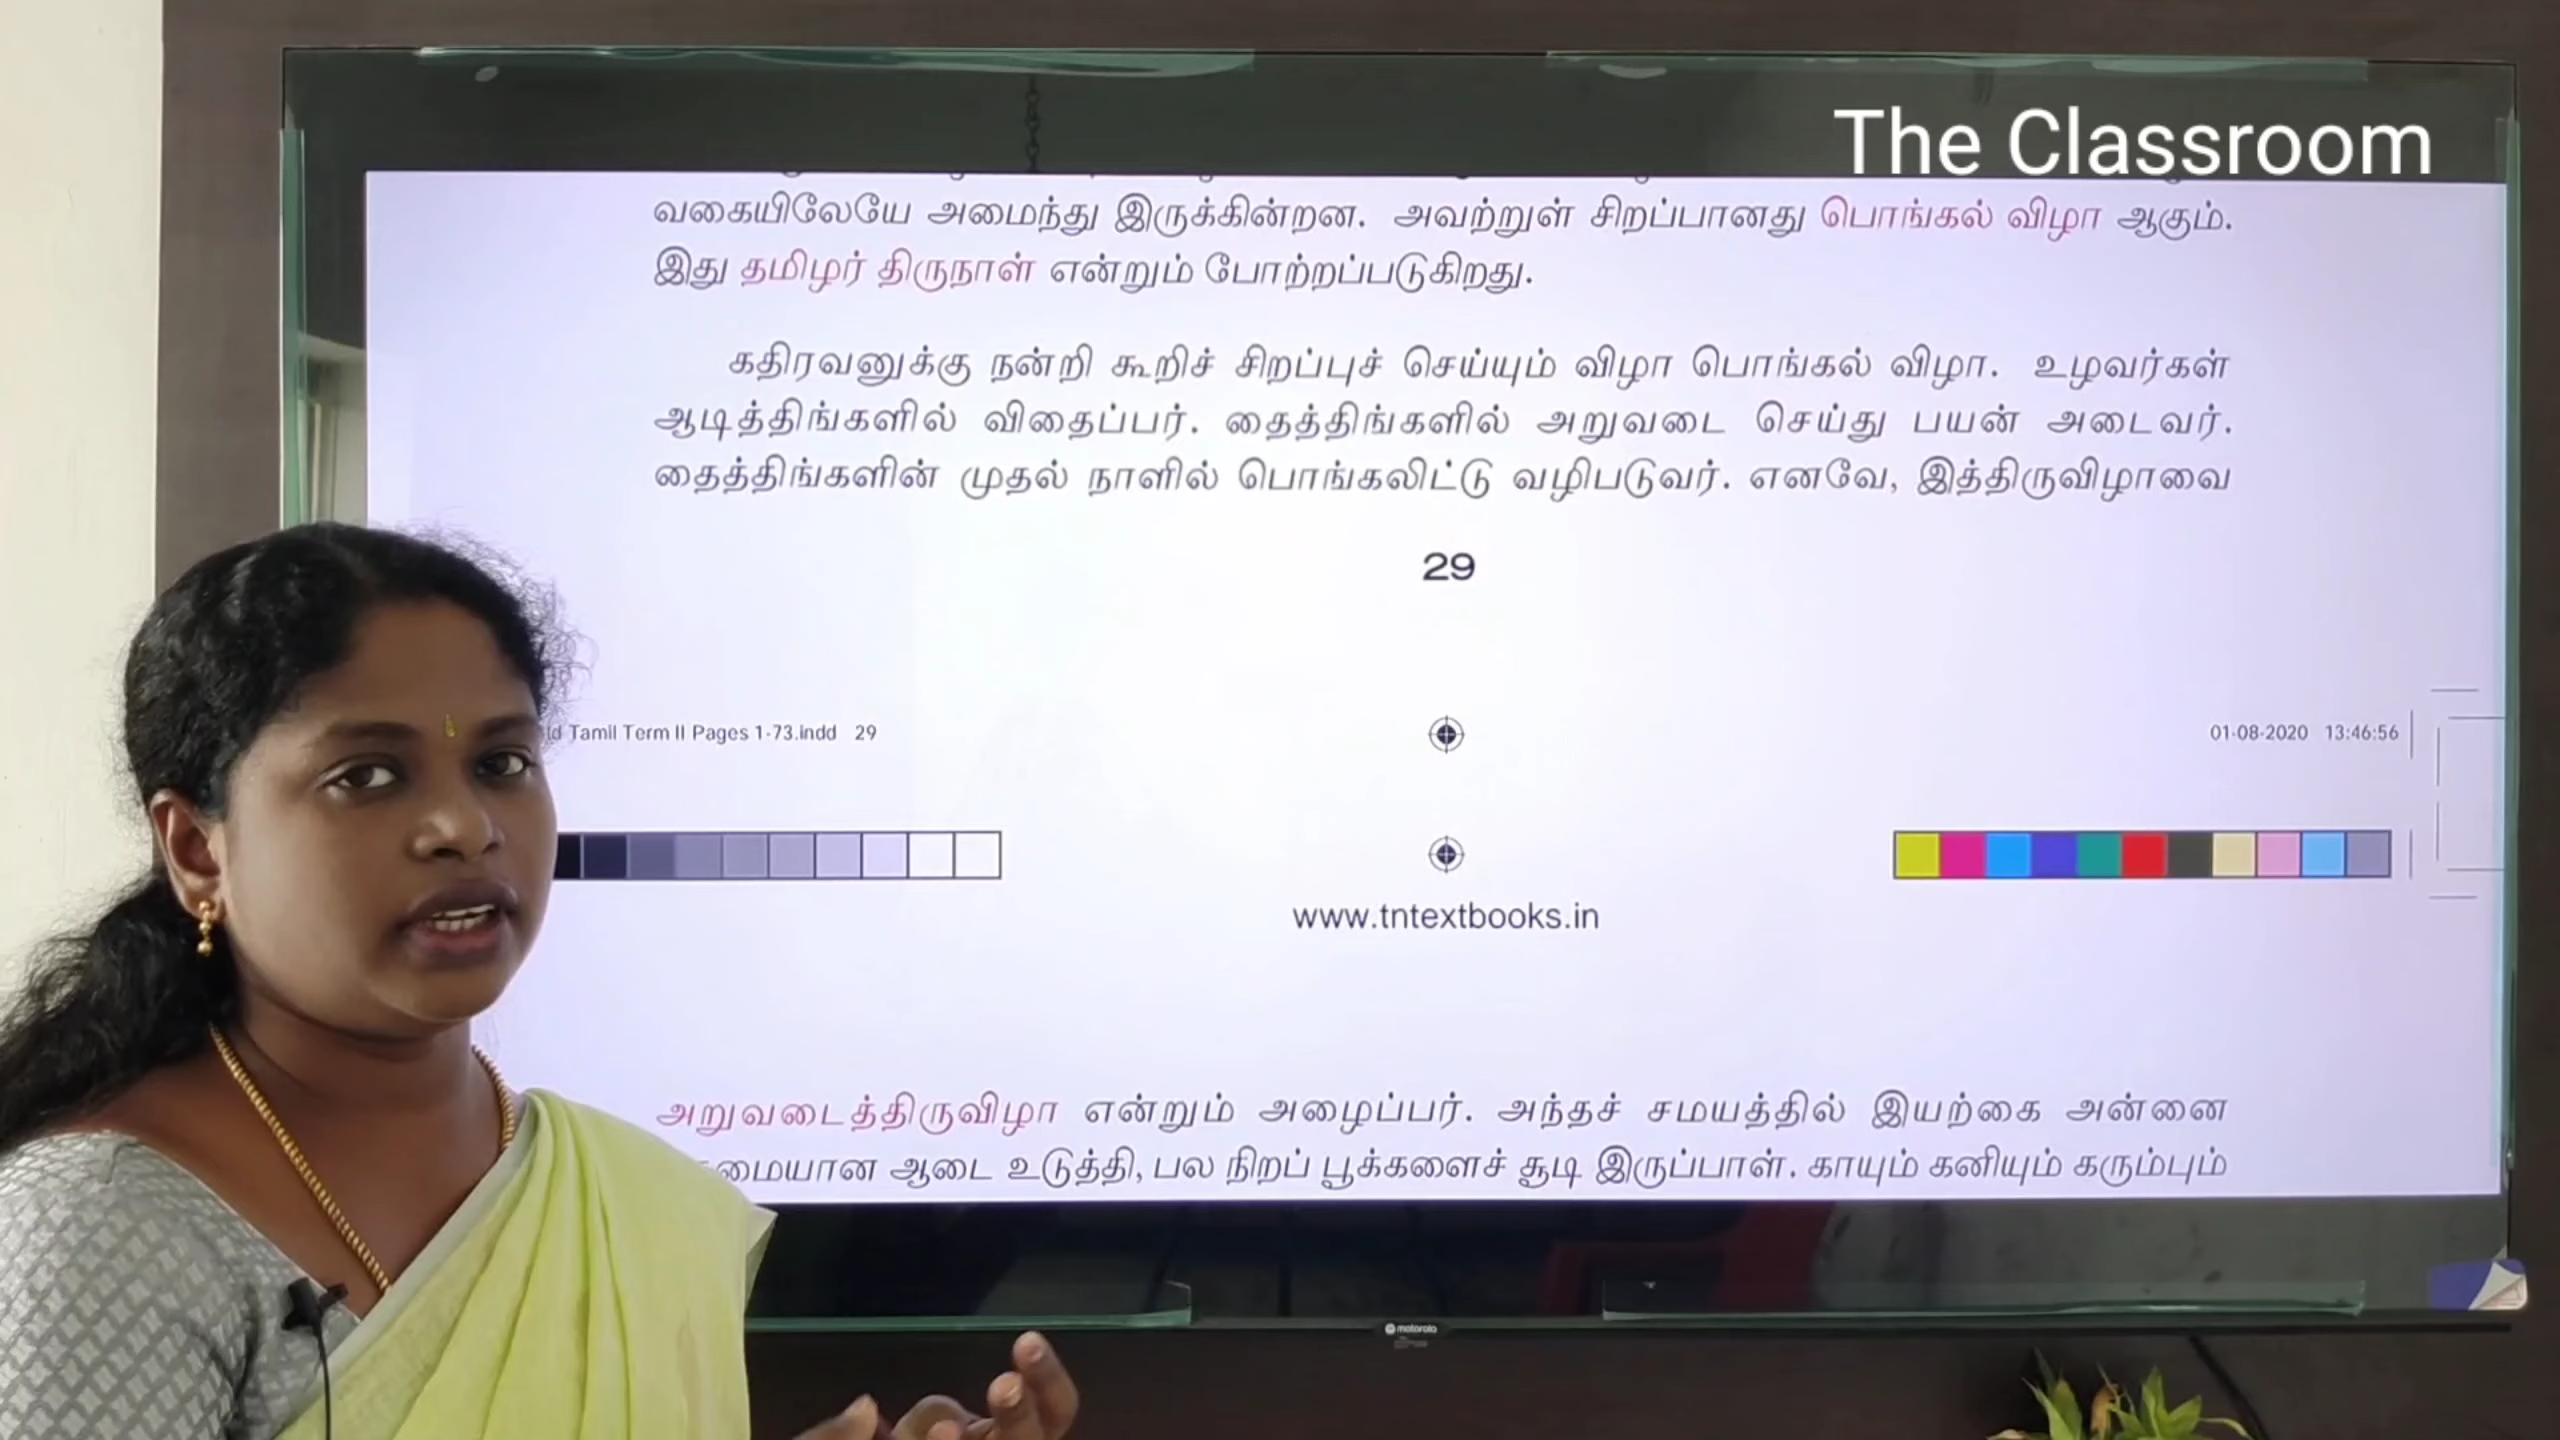 The Classroom
வகையிலேயே அமைந்து இருக்கின்றன. அவற்றுள் சிறப்பானது பொங்கல் விழா ஆகும்.
இது தமிழர் திருநாள் என்றும் போற்றப்படுகிறது.
கதிரவனுக்கு நன்றி கூறிச் சிறப்புச் செய்யும் விழா பொங்கல் விழா. உழவர்கள்
ஆடித்திங்களில் விதைப்பர். தைத்திங்களில் அறுவடை செய்து பயன் அடைவர்.
தைத்திங்களின் முதல் நாளில் பொங்கலிட்டு வழிபடுவர். எனவே, இத்திருவிழாவை
29
Tamil Term II Pages 1-73.indd 29
01-08-2020 13:46:56
www.tntextbooks.in
அறுவடைத்திருவிழா என்றும் அழைப்பர். அந்தச் சமயத்தில் இயற்கை அன்னை
ஆடை உடுத்தி, பல நிறப் பூக்களைச் சூடி இருப்பாள். காயும் கனியும் கரும்பும்
motorola